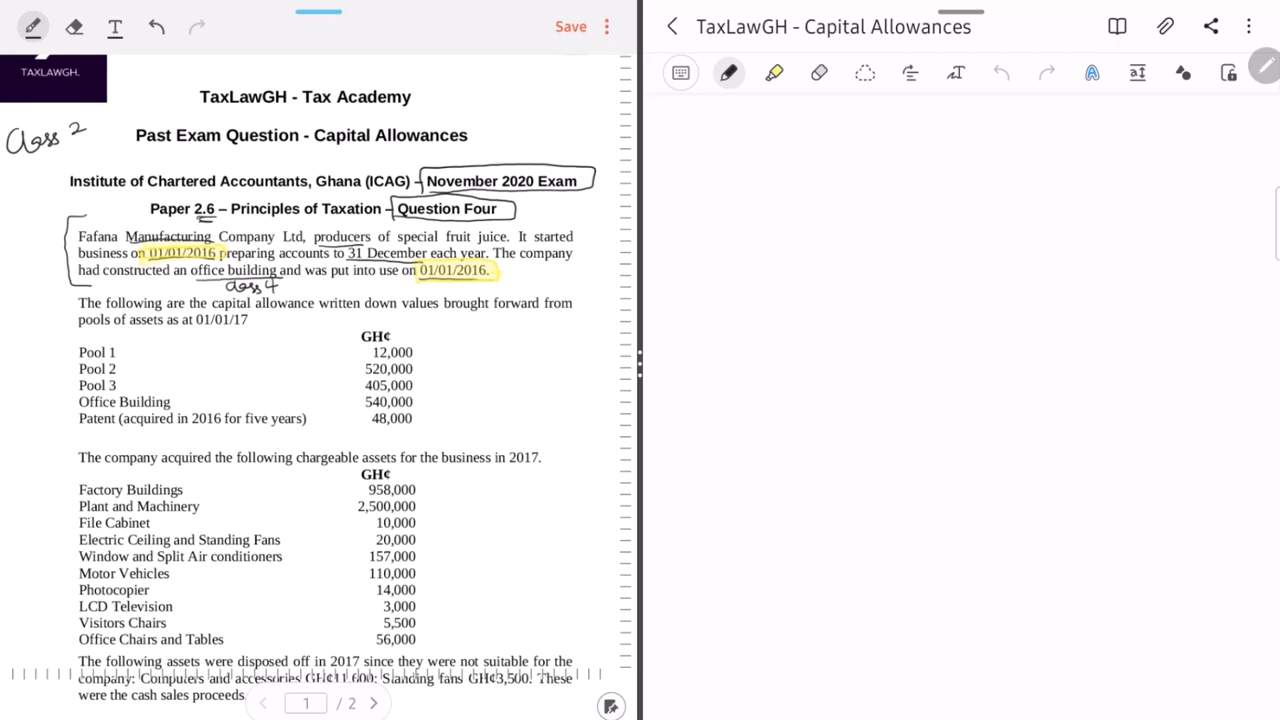 Save
TaxLawGH - Capital Allowances
TAXLAWGH.
TaxLawGH - Tax Academy
Class 2
Past Exam Question - Capital Allowances
Institute of Chartered Accountants, Ghana (ICAG) – November 2020 Exam
Paper 2.6 – Principles of Taxation – Question Four
Fafana Manufacturing Company Ltd, producers of special fruit juice. It started
business on 01/01/2016 preparing accounts to 31 December each year. The company
had constructed an office building and was put into use on 01/01/2016.
Class 4
The following are the capital allowance written down values brought forward from
pools of assets as at 01/01/17
GH¢
Pool 1 12,000
Pool 2 520,000
Pool 3 405,000
Office Building 540,000
Patent (acquired in 2016 for five years) 48,000
The company acquired the following chargeable assets for the business in 2017.
GH¢
Factory Buildings 958,000
Plant and Machinery 2,500,000
File Cabinet 10,000
Electric Ceiling and Standing Fans 20,000
Window and Split Air conditioners 157,000
Motor Vehicles 110,000
Photocopier 14,000
LCD Television 3,000
Visitors Chairs 5,500
Office Chairs and Tables 56,000
The following assets were disposed off in 2017 since they were not suitable for the
company: Computers and accessories GH¢11,600; Standing fans GH¢3,500. These
were the cash sales proceeds.
1 / 2